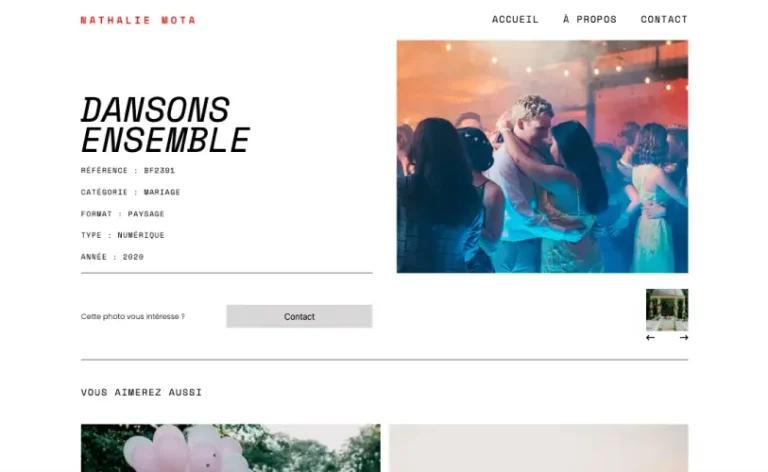 NATHALIE MOTA
ACCUEIL À PROPOS CONTACT
DANSONS
ENSEMBLE
RÉFÉRENCE : BF2391
CATÉGORIE : MARIAGE
FORMAT : PAYSAGE
TYPE : NUMÉRIQUE
ANNÉE : 2020
Cette photo vous intéresse ?
Contact
VOUS AIMEREZ AUSSI